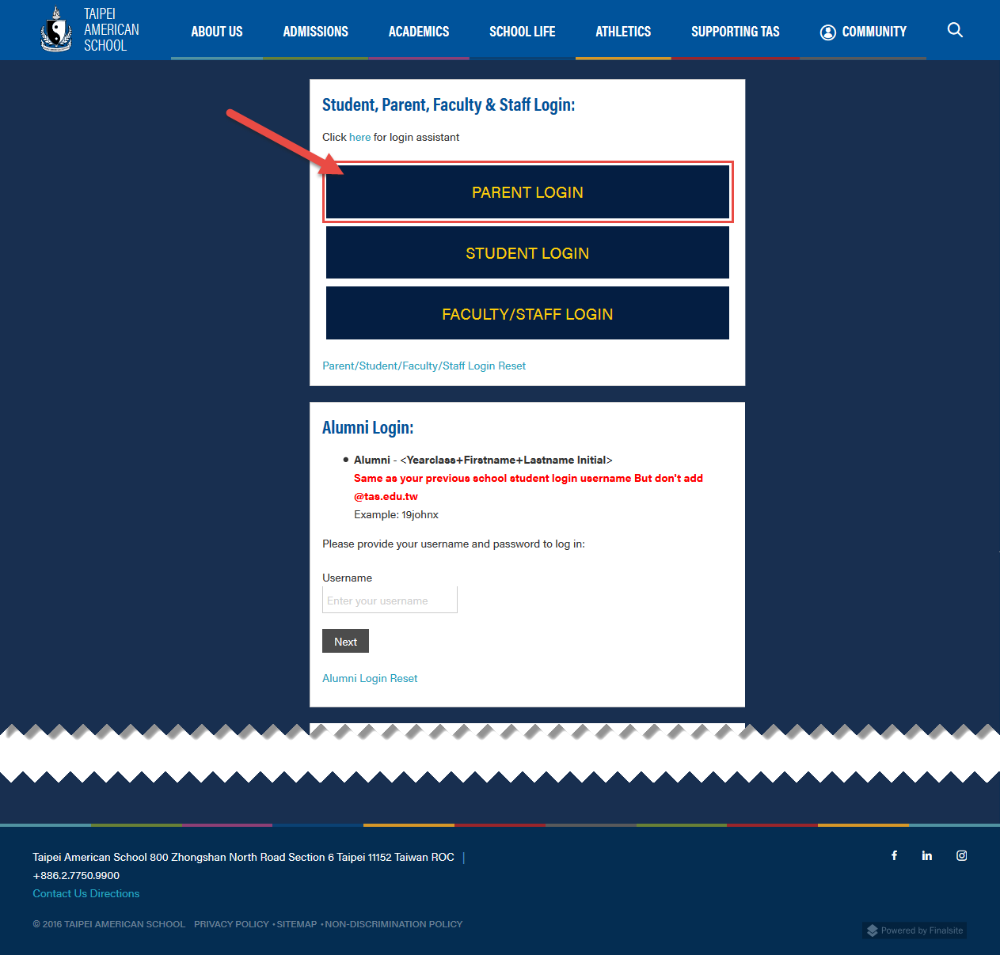 TAIPEI
AMERICAN
SCHOOL
ABOUT US
ADMISSIONS
ACADEMICS
SCHOOL LIFE
ATHLETICS
SUPPORTING TAS
COMMUNITY
Student, Parent, Faculty & Staff Login:
Click here for login assistant
PARENT LOGIN
STUDENT LOGIN
FACULTY/STAFF LOGIN
Parent/Student/Faculty/Staff Login Reset
Alumni Login:
Alumni - <Yearclass+Firstname+Lastname Initial>
Same as your previous school student login username But don't add
@tas.edu.tw
Example: 19johnx
Please provide your username and password to log in:
Username
Enter your username
Next
Alumni Login Reset
Taipei American School 800 Zhongshan North Road Section 6 Taipei 11152 Taiwan ROC |
+886.2.7750.9900
Contact Us Directions
© 2016 TAIPEI AMERICAN SCHOOL PRIVACY POLICY • SITEMAP • NON-DISCRIMINATION POLICY
Powered by Finalsite